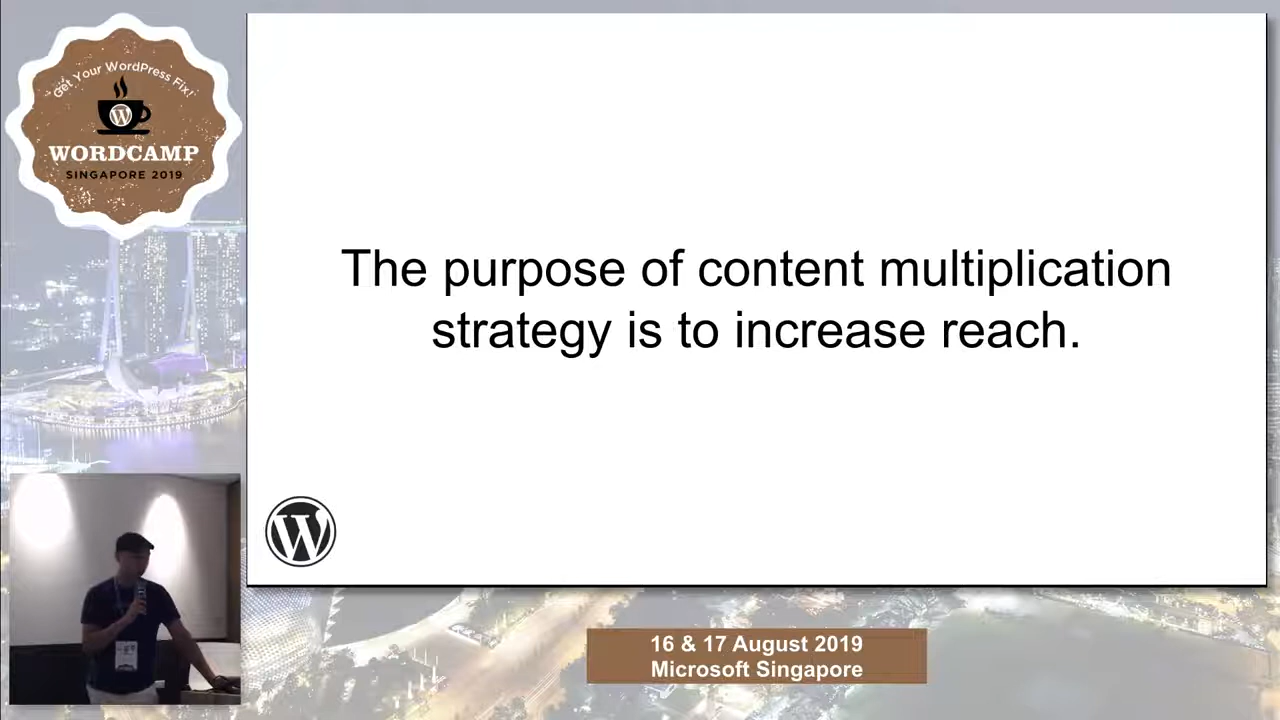 Get Your WordPress Fix!
W
WORDCAMP
SINGAPORE 2019
The purpose of content multiplication
strategy is to increase reach.
W
16 & 17 August 2019
Microsoft Singapore